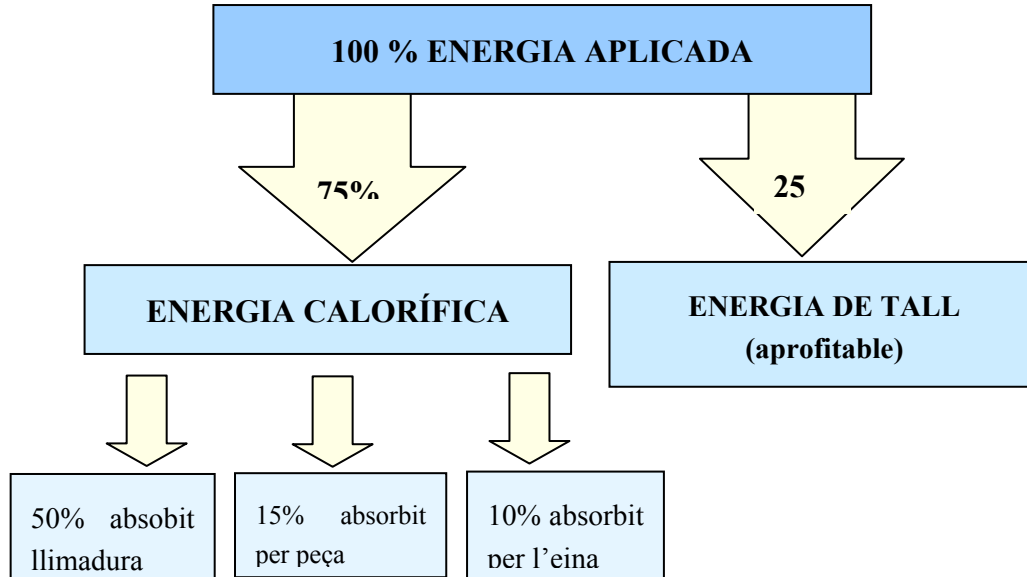 100 % ENERGIA APLICADA
75%
25
ENERGIA CALORÍFICA
ENERGIA DE TALL
(aprofitable)
50% absobit
llimadura
15% absorbit
per peça
10% absorbit
per l'eina